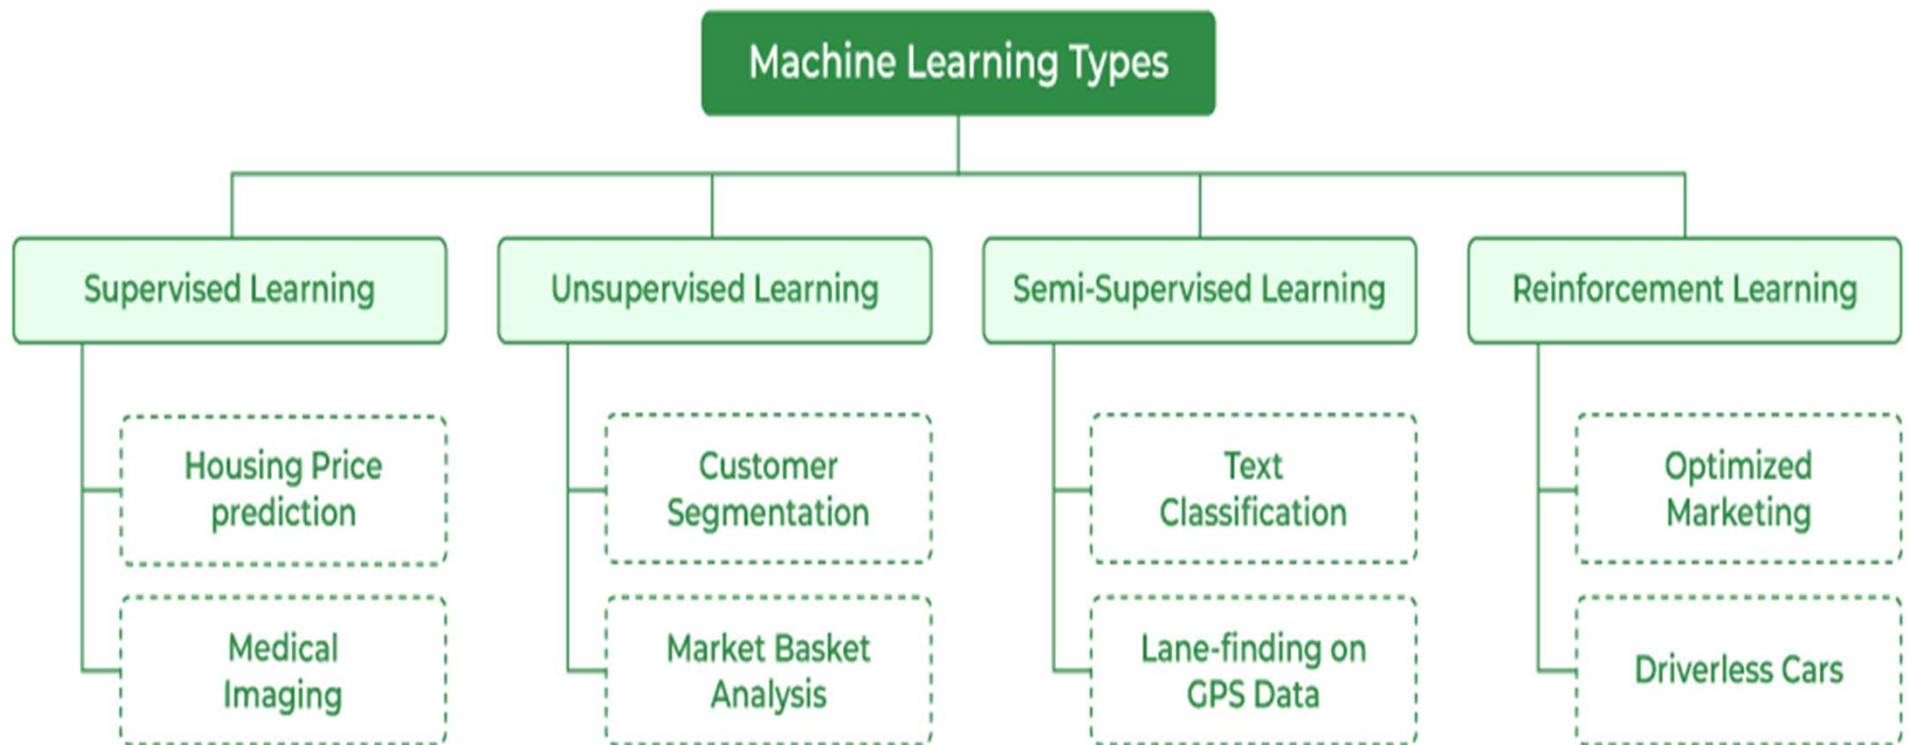 Machine Learning Types
Supervised Learning
Unsupervised Learning
Semi-Supervised Learning
Reinforcement Learning
Housing Price
prediction
Customer
Segmentation
Text
Classification
Optimized
Marketing
Medical
Imaging
Market Basket
Analysis
Lane-finding on
GPS Data
Driverless Cars